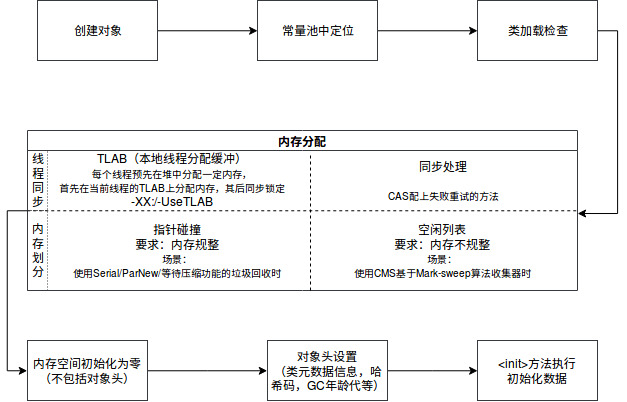 创建对象
常量池中定位
类加载检查
内存分配
线程同步
TLAB（本地线程分配缓冲）
每个线程预先在堆中分配一定内存，
首先在当前线程的TLAB上分配内存，其后同步锁定
-XX:/-UseTLAB
同步处理
CAS配上失败重试的方法
内存划分
指针碰撞
要求：内存规整
场景：
使用Serial/ParNew/等待压缩功能的垃圾回收时
空闲列表
要求：内存不规整
场景：
使用CMS基于Mark-sweep算法收集器时
内存空间初始化为零
（不包括对象头）
对象头设置
（类元数据信息，哈
希码，GC年龄代等）
<init>方法执行
初始化数据